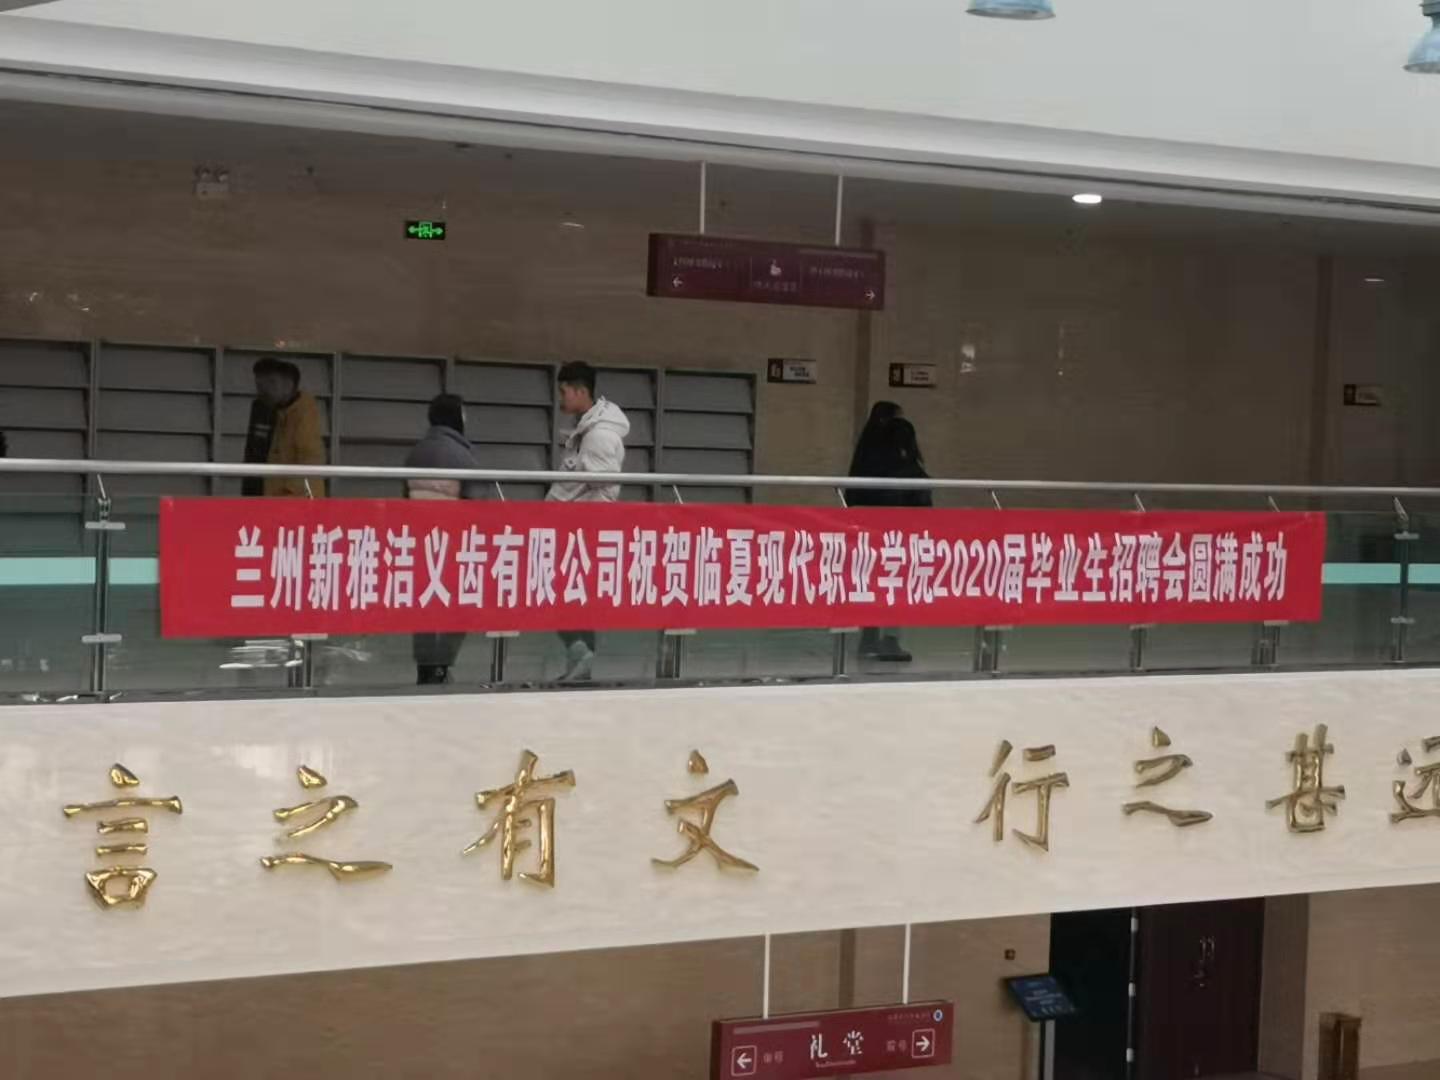 兰州新雅洁义齿有限公司祝贺临夏现代职业学院2020届毕业生招聘会圆满成功
言之有文 行之甚远
礼堂